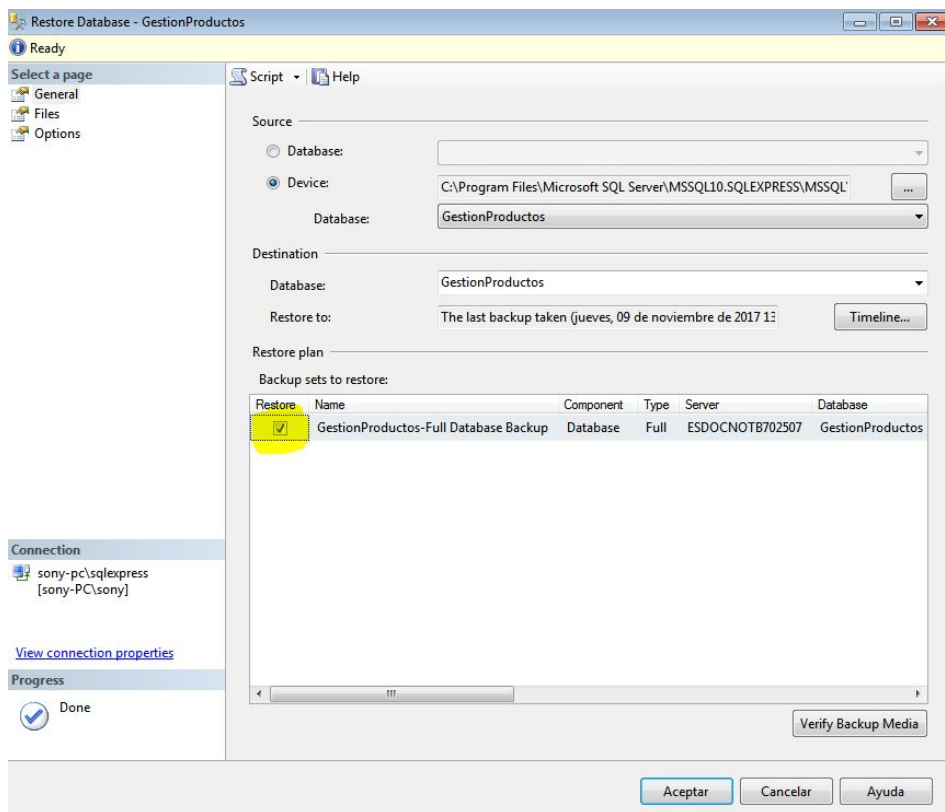 Restore Database - GestionProductos
Ready
Select a page
General
Files
Options
Script
Help
Source
Database:
Device:
C:\Program Files\Microsoft SQL Server\MSSQL10.SQLEXPRESS\MSSQL'
...
Database:
GestionProductos
Destination
Database:
GestionProductos
Restore to:
The last backup taken (jueves, 09 de noviembre de 2017 13
Timeline...
Restore plan
Backup sets to restore:
Restore Name Component Type Server Database
GestionProductos-Full Database Backup Database Full ESDOCNOTB702507 GestionProductos
Connection
sony-pc\sqlexpress
[sony-PC\sony]
View connection properties
Progress
Done
Verify Backup Media
Aceptar
Cancelar
Ayuda